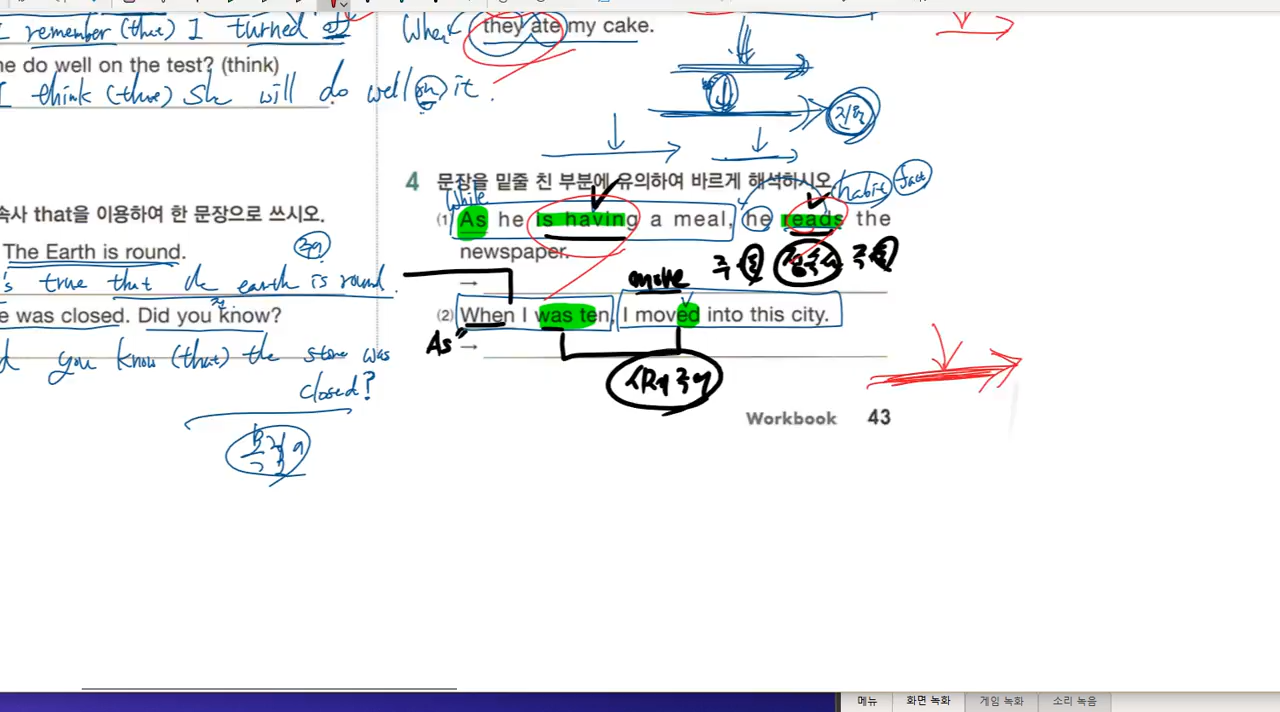 I remember (that) I turned it
ne do well on the test? (think)
I think (that) She will do well (on) it.
속사 that을 이용하여 한 문장으로 쓰시오.
The Earth is round.
's true that the earth is round.
e was closed. Did you know?
d you know (that) the store was
closed?
When
they ate my cake.
4 문장을 밑줄 친 부분에 유의하여 바르게 해석하시오.
habit
fact
While
(1) As he is having a meal, he reads the
newspaper.
→
move
(2) When I was ten, I moved into this city.
As
→
Workbook 43
메뉴 화면 녹화 게임 녹화 소리 녹음